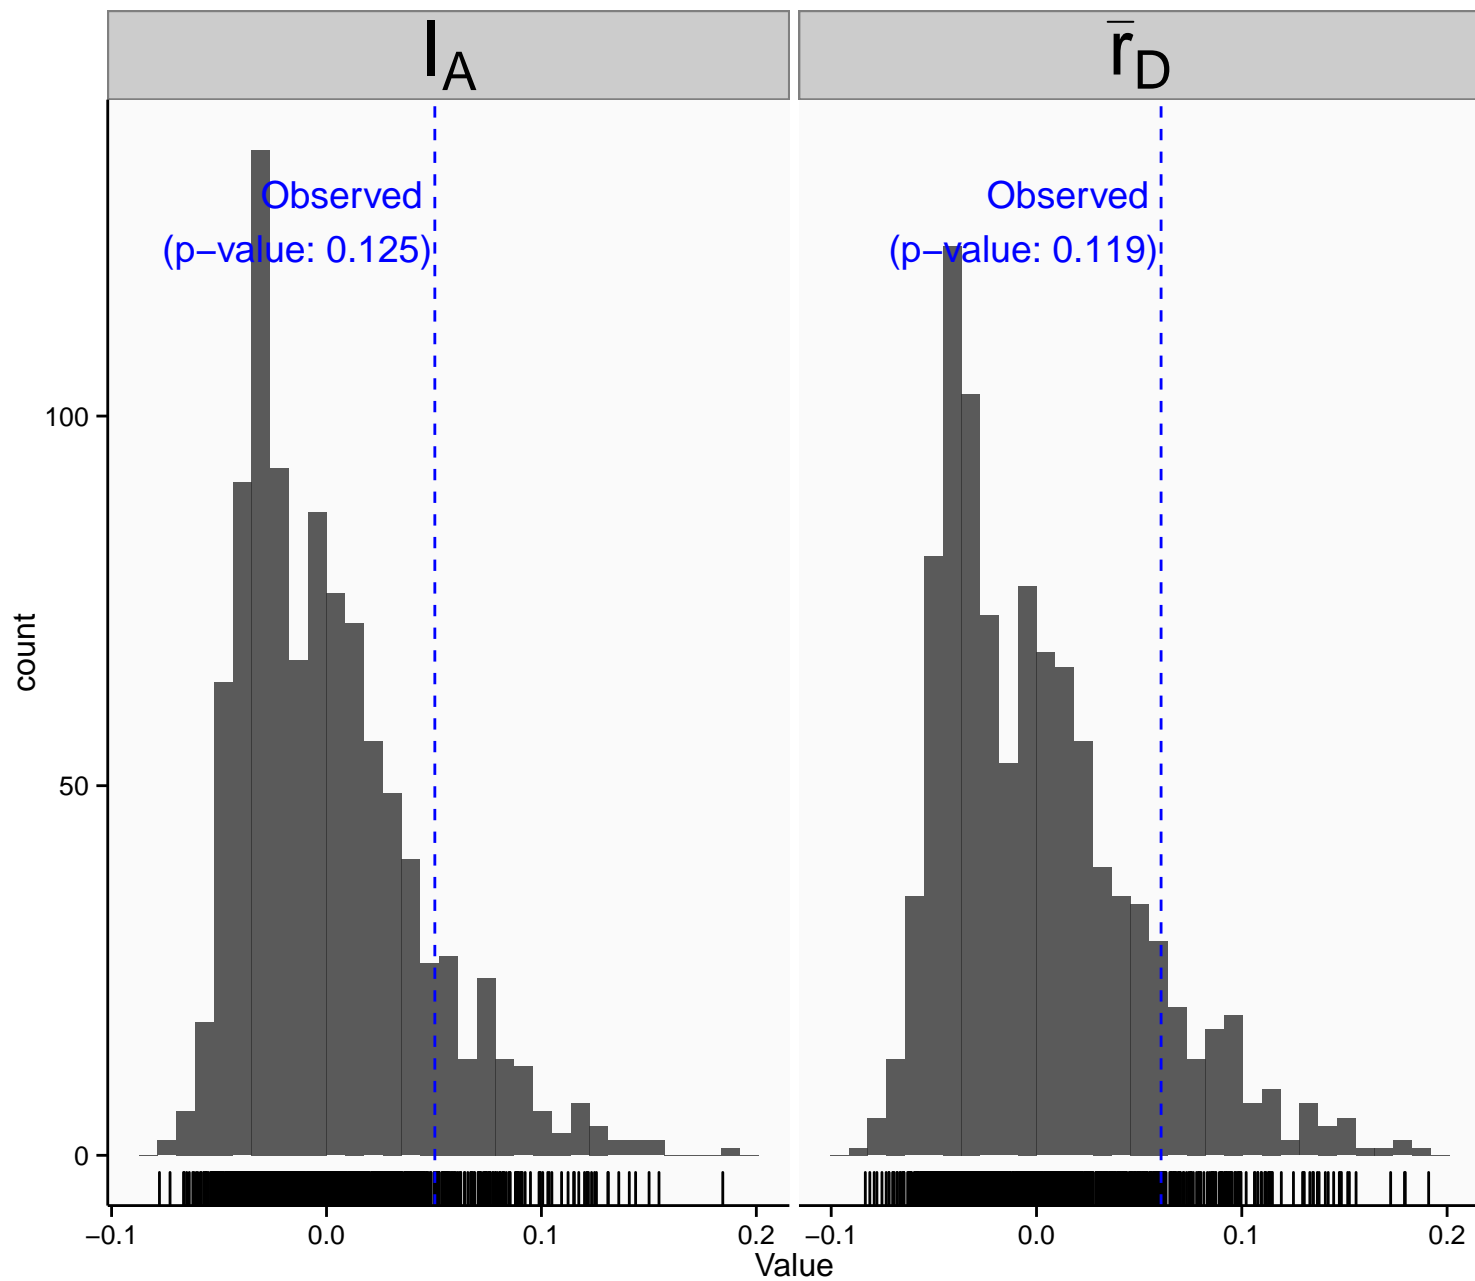 I_A
r̄_D
Observed
(p−value: 0.125)
Observed
(p−value: 0.119)
count
100
50
0
−0.1 0.0 0.1 0.2
−0.1 0.0 0.1 0.2
Value